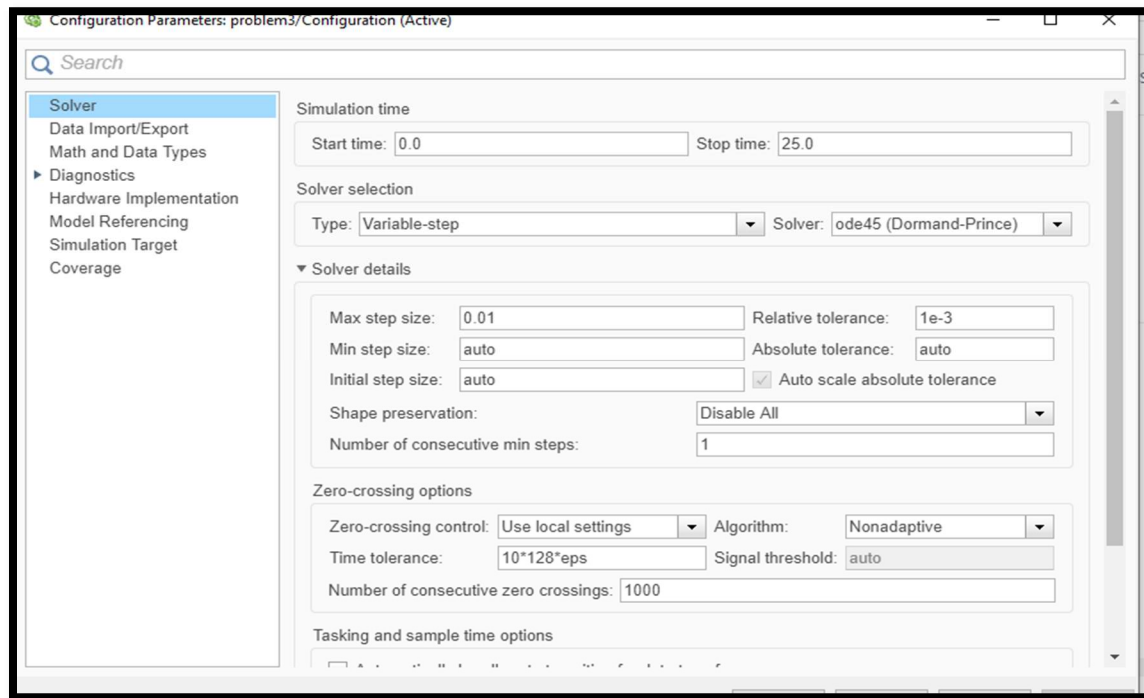 Configuration Parameters: problem3/Configuration (Active)
Search
Solver
Data Import/Export
Math and Data Types
Diagnostics
Hardware Implementation
Model Referencing
Simulation Target
Coverage
Simulation time
Start time: 0.0 Stop time: 25.0
Solver selection
Type: Variable-step Solver: ode45 (Dormand-Prince)
Solver details
Max step size: 0.01 Relative tolerance: 1e-3
Min step size: auto Absolute tolerance: auto
Initial step size: auto Auto scale absolute tolerance
Shape preservation: Disable All
Number of consecutive min steps: 1
Zero-crossing options
Zero-crossing control: Use local settings Algorithm: Nonadaptive
Time tolerance: 10*128*eps Signal threshold: auto
Number of consecutive zero crossings: 1000
Tasking and sample time options